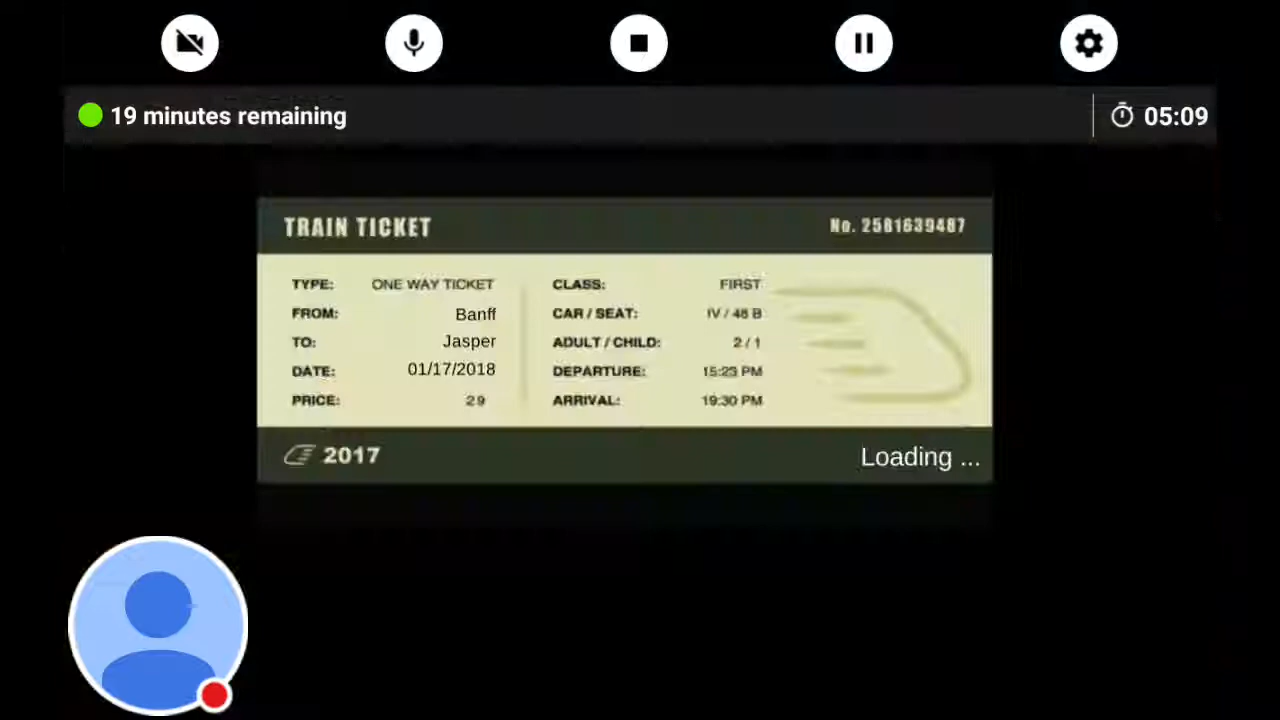 19 minutes remaining
05:09
TRAIN TICKET
No. 2581639487
TYPE: ONE WAY TICKET
FROM: Banff
TO: Jasper
DATE: 01/17/2018
PRICE: 29
CLASS: FIRST
CAR / SEAT: IV / 48 B
ADULT / CHILD: 2 / 1
DEPARTURE: 15:23 PM
ARRIVAL: 19:30 PM
2017
Loading ...